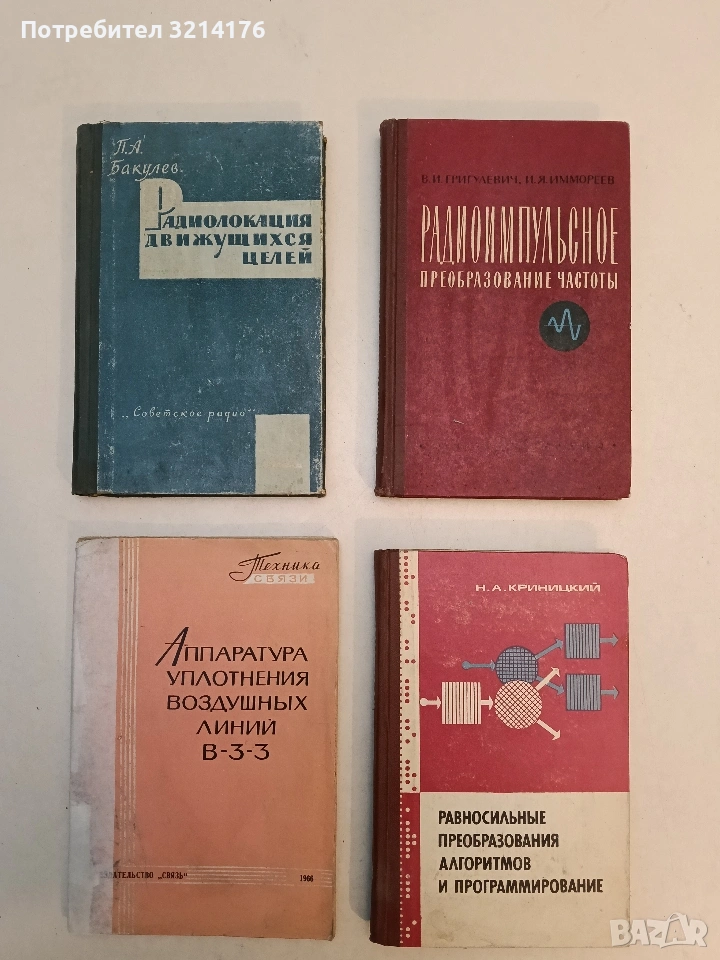 Потребител 3214176
П.А.
Бакулев
Радиолокация
движущихся
целей
„Советское радио“
В.И.ГРИГУЛЕВИЧ, И.Я.ИММОРЕЕВ
РАДИОИМПУЛЬСНОЕ
ПРЕОБРАЗОВАНИЕ ЧАСТОТЫ
Техника
СВЯЗИ
АППАРАТУРА
УПЛОТНЕНИЯ
ВОЗДУШНЫХ
ЛИНИЙ
В-3-3
„СВЯЗЬ“ 1966
Н.А.КРИНИЦКИЙ
РАВНОСИЛЬНЫЕ
ПРЕОБРАЗОВАНИЯ
АЛГОРИТМОВ
И ПРОГРАММИРОВАНИЕ
BAZAR